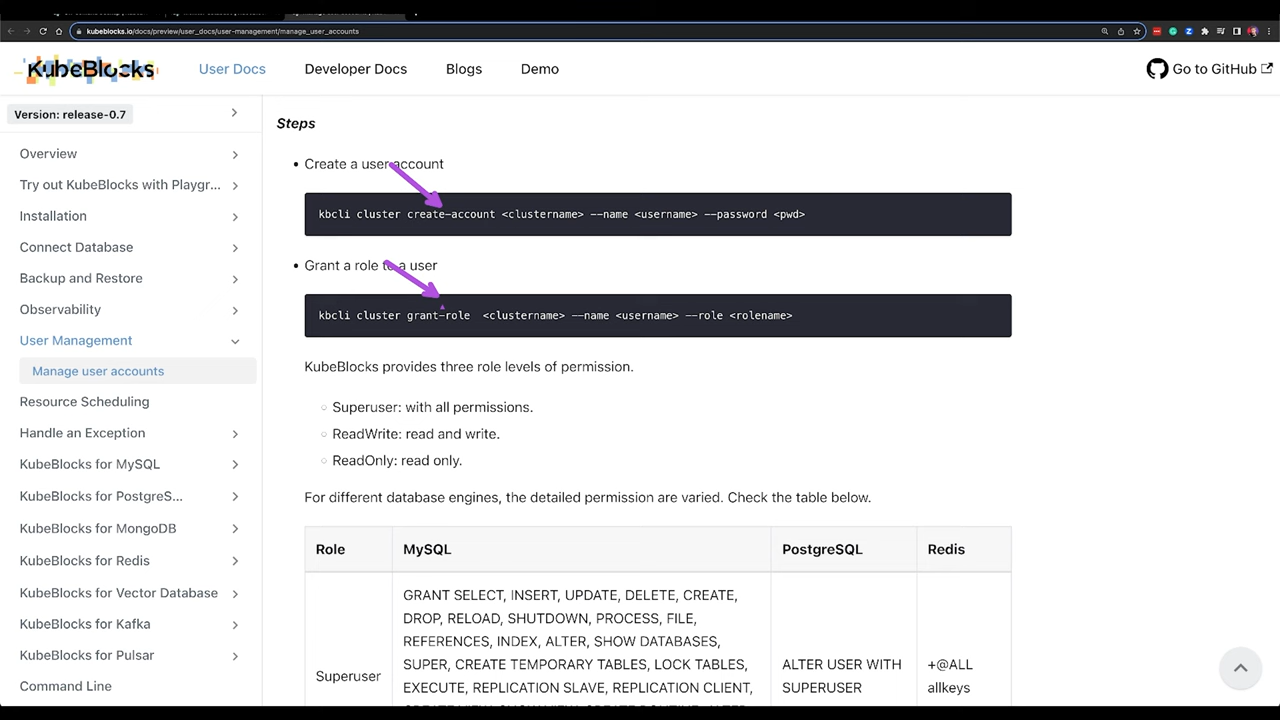 kubeblocks.io/docs/preview/user_docs/user-management/manage_user_accounts
KubeBlocks
User Docs
Developer Docs
Blogs
Demo
Go to GitHub
Version: release-0.7
Overview
Try out KubeBlocks with Playgr...
Installation
Connect Database
Backup and Restore
Observability
User Management
Manage user accounts
Resource Scheduling
Handle an Exception
KubeBlocks for MySQL
KubeBlocks for PostgreS...
KubeBlocks for MongoDB
KubeBlocks for Redis
KubeBlocks for Vector Database
KubeBlocks for Kafka
KubeBlocks for Pulsar
Command Line
Steps
• Create a user account
kbcli cluster create-account <clustername> --name <username> --password <pwd>
• Grant a role to a user
kbcli cluster grant-role <clustername> --name <username> --role <rolename>
KubeBlocks provides three role levels of permission.
Superuser: with all permissions.
ReadWrite: read and write.
ReadOnly: read only.
For different database engines, the detailed permission are varied. Check the table below.
Role MySQL PostgreSQL Redis
GRANT SELECT, INSERT, UPDATE, DELETE, CREATE,
DROP, RELOAD, SHUTDOWN, PROCESS, FILE,
REFERENCES, INDEX, ALTER, SHOW DATABASES,
SUPER, CREATE TEMPORARY TABLES, LOCK TABLES,
EXECUTE, REPLICATION SLAVE, REPLICATION CLIENT,
Superuser
ALTER USER WITH
SUPERUSER
+@ALL
allkeys